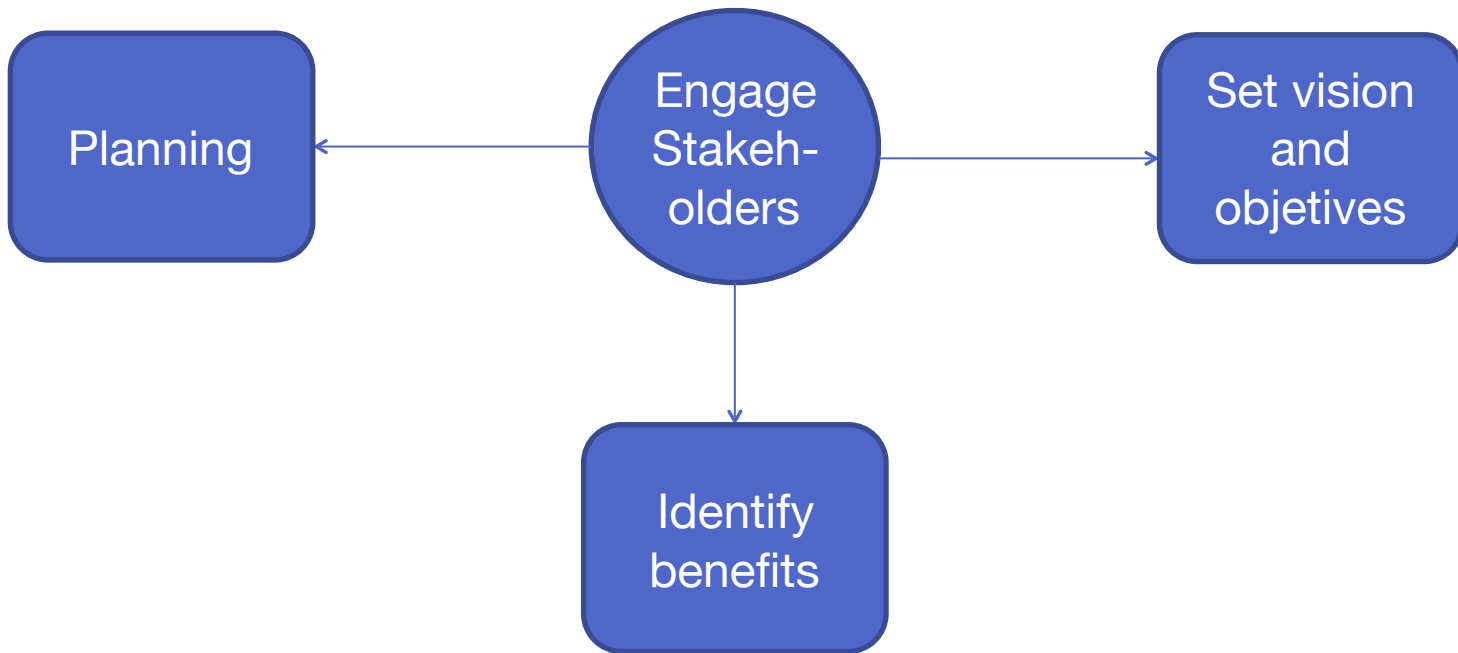 Planning
Engage
Stakeh-
olders
Set vision
and
objetives
Identify
benefits